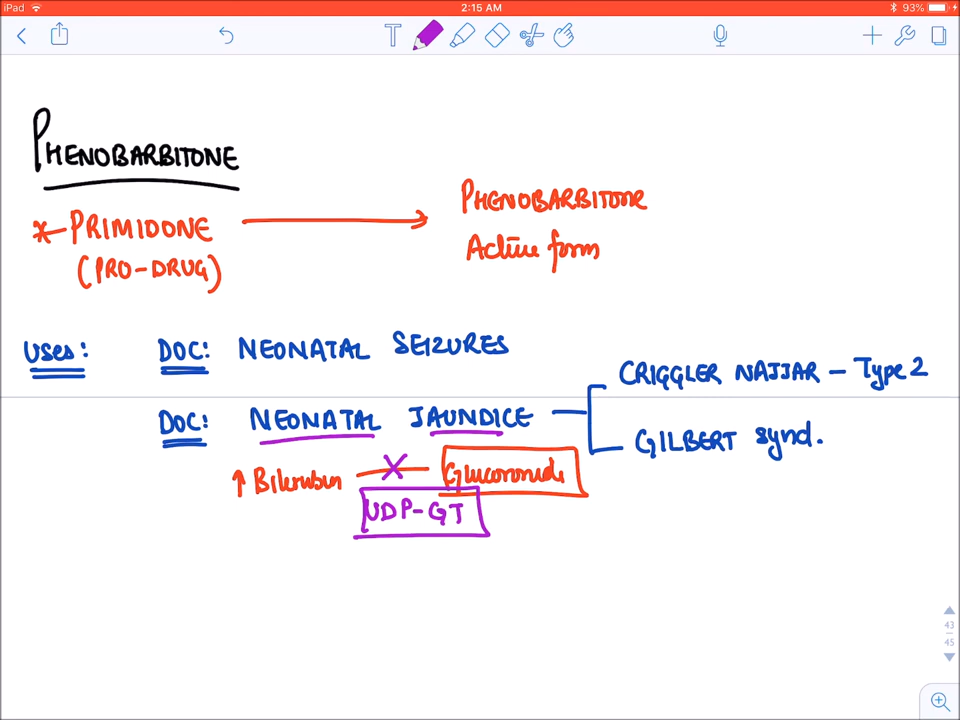 iPad
2:15 AM
93%
T
PHENOBARBITONE
* PRIMIDONE
PHENOBARBITONE
(PRO-DRUG)
Active form
Uses: DOC: NEONATAL SEIZURES
CRIGGLER NAJJAR - Type 2
DOC: NEONATAL JAUNDICE
GILBERT synd.
↑ Bilirubin X Glucoronide
UDP-GT
43
45